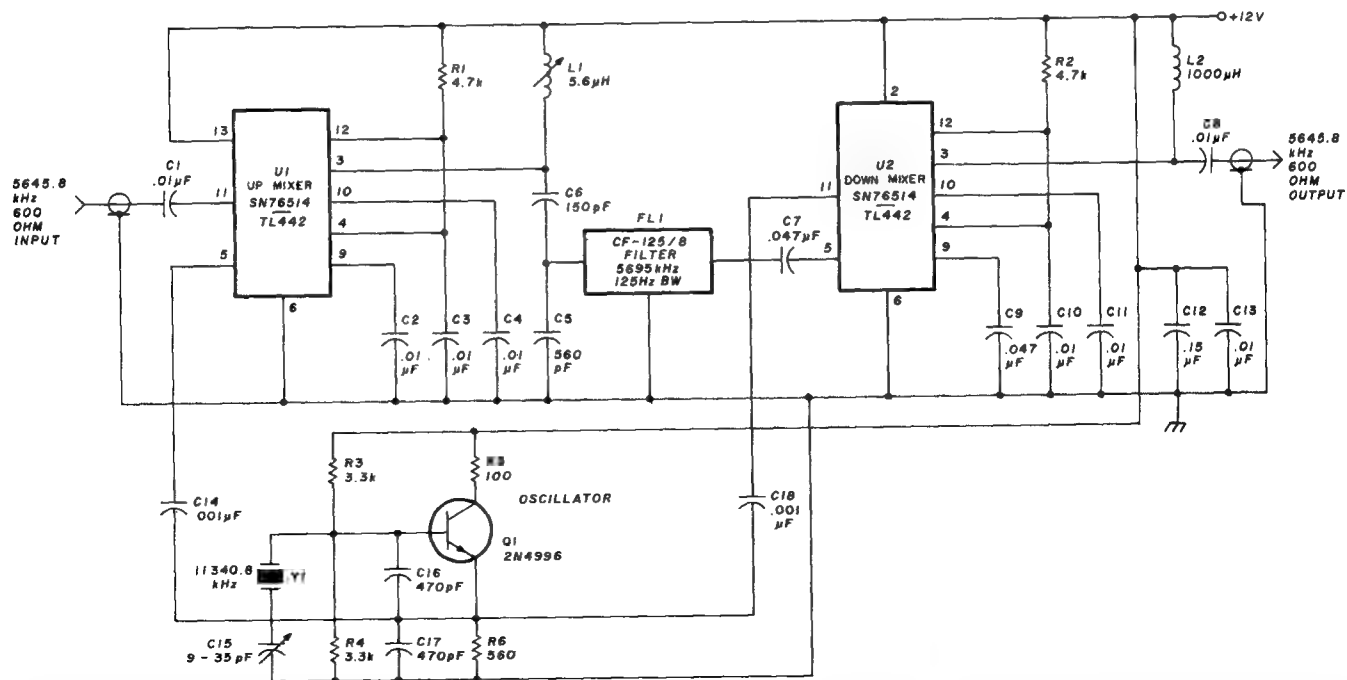 +12V
R1
4.7k
L1
5.6μH
R2
4.7k
L2
1000μH
13
12
3
10
4
9
11
5
6
U1
UP MIXER
SN76514
TL442
C1
.01μF
5645.8
kHz
600
OHM
INPUT
C6
150pF
FL1
CF-125/8
FILTER
5695kHz
125Hz BW
C7
.047μF
2
12
3
10
4
9
11
5
6
U2
DOWN MIXER
SN76514
TL442
.01μF
5645.8
kHz
600
OHM
OUTPUT
C2
.01
μF
C3
.01
μF
C4
.01
μF
C5
560
pF
C9
.047
μF
C10
.01
μF
C11
.01
μF
C12
.15
μF
C13
.01
μF
R3
3.3k
100
OSCILLATOR
C14
.001μF
Q1
2N4996
C18
.001
μF
11340.8
kHz
Y1
C16
470pF
C15
9-35pF
R4
3.3k
C17
470pF
R6
560